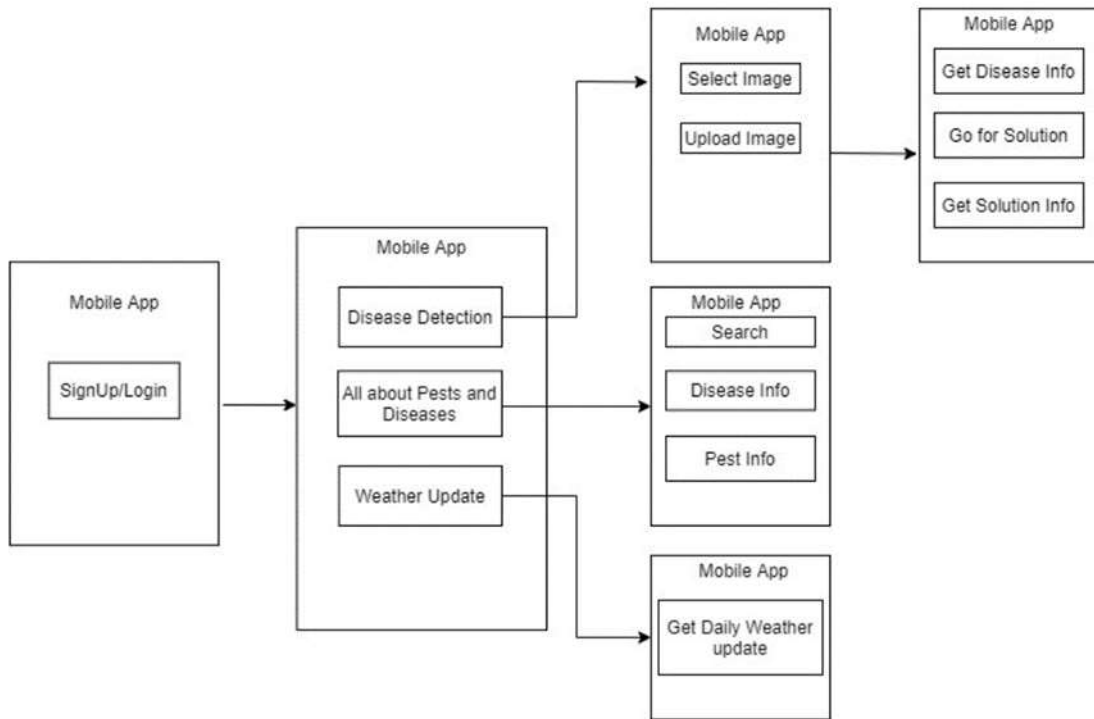 Mobile App
SignUp/Login
Mobile App
Disease Detection
All about Pests and
Diseases
Weather Update
Mobile App
Select Image
Upload Image
Mobile App
Get Disease Info
Go for Solution
Get Solution Info
Mobile App
Search
Disease Info
Pest Info
Mobile App
Get Daily Weather
update